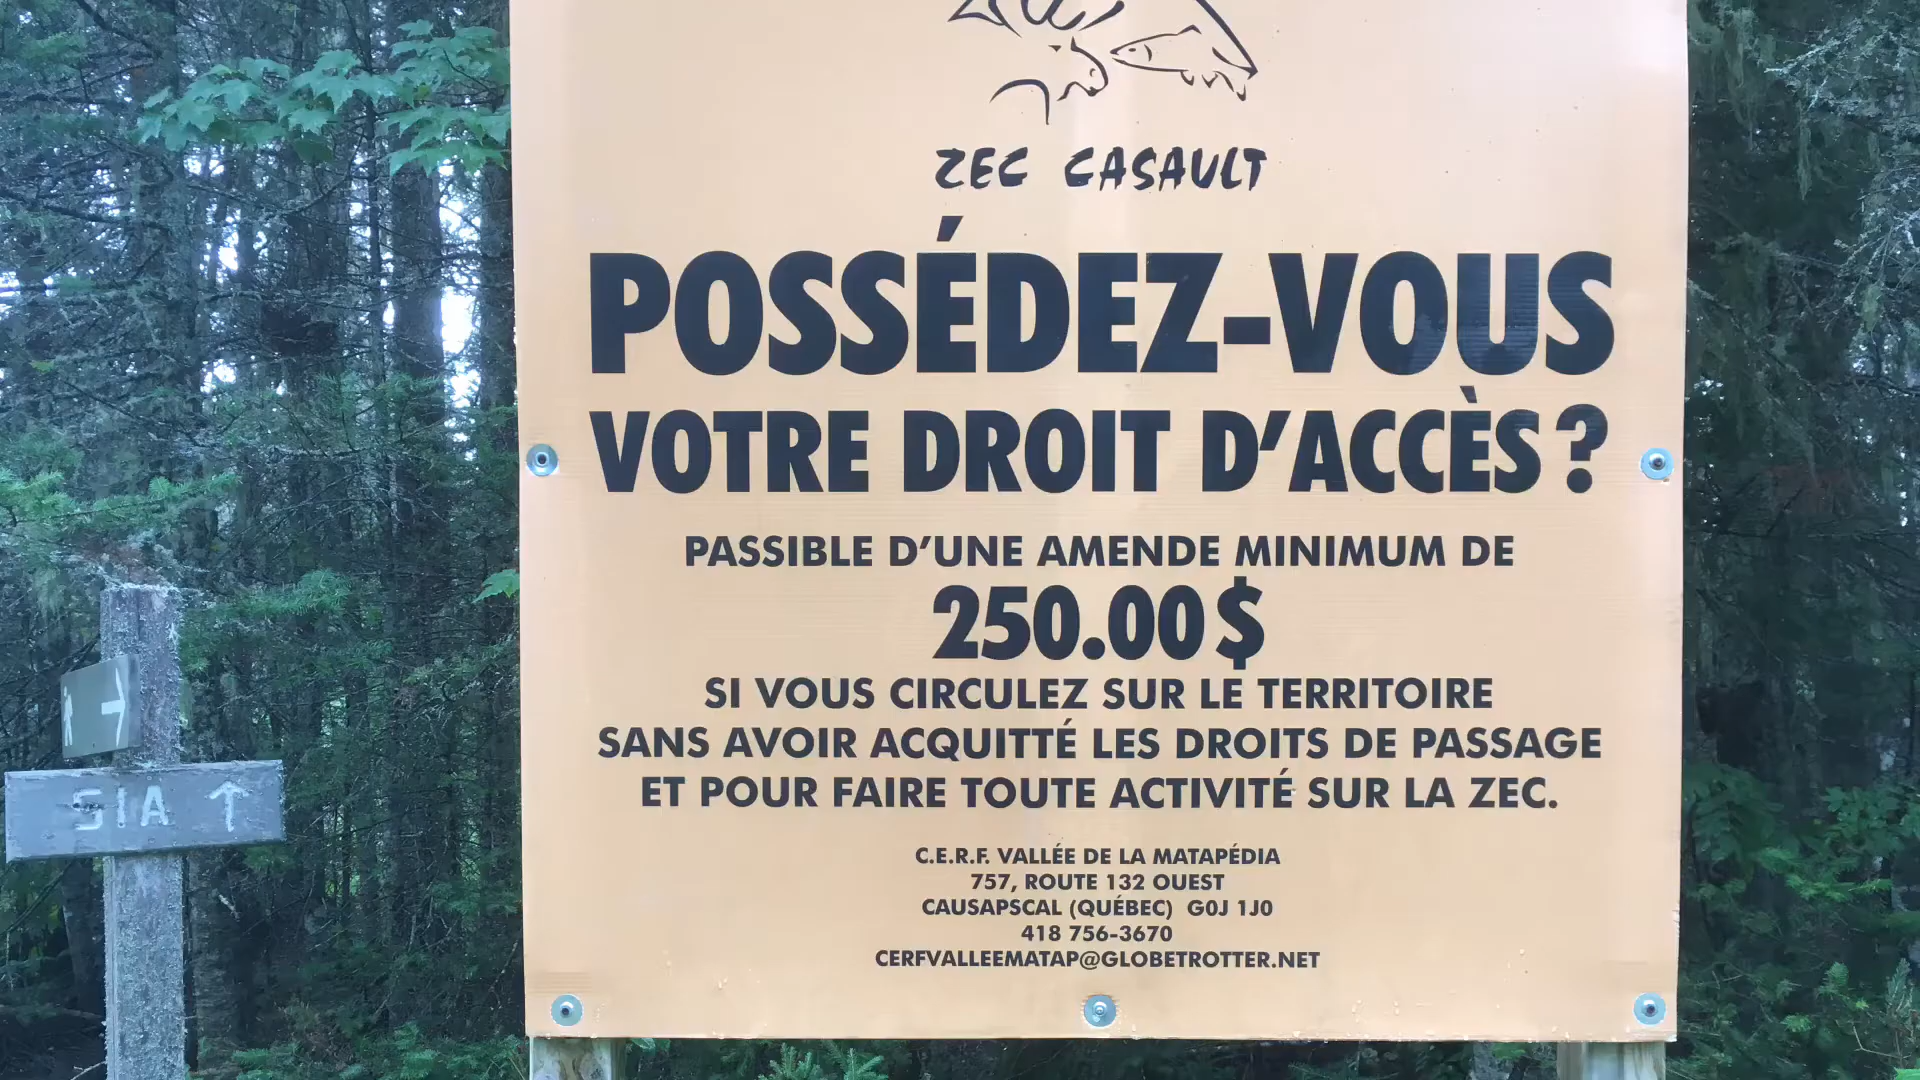 ZEC CASAULT
POSSÉDEZ-VOUS
VOTRE DROIT D'ACCÈS ?
PASSIBLE D'UNE AMENDE MINIMUM DE
250.00 $
SI VOUS CIRCULEZ SUR LE TERRITOIRE
SANS AVOIR ACQUITTÉ LES DROITS DE PASSAGE
ET POUR FAIRE TOUTE ACTIVITÉ SUR LA ZEC.
C.E.R.F. VALLÉE DE LA MATAPÉDIA
757, ROUTE 132 OUEST
CAUSAPSCAL (QUÉBEC) G0J 1J0
418 756-3670
CERFVALLEEMATAP@GLOBETROTTER.NET
SIA ↑